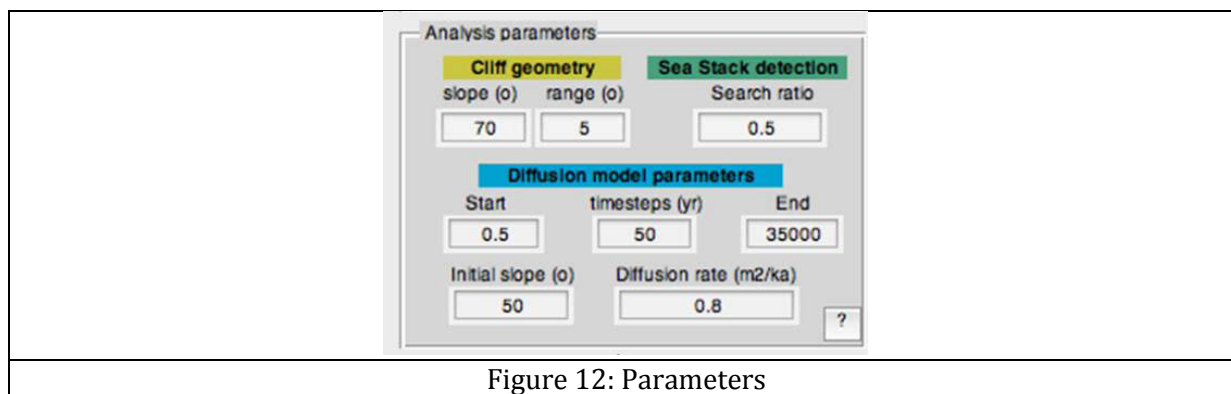 Analysis parameters
Cliff geometry Sea Stack detection
slope (o) range (o) Search ratio
70 5 0.5
Diffusion model parameters
Start timesteps (yr) End
0.5 50 35000
Initial slope (o) Diffusion rate (m2/ka)
50 0.8
?
Figure 12: Parameters